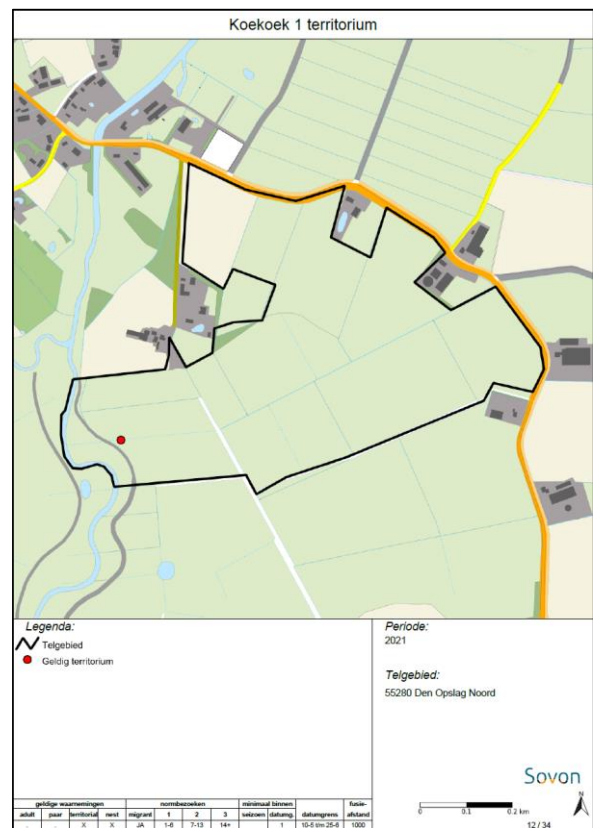 Koekoek 1 territorium
Legenda:
Telgebied
Geldig territorium
Periode:
2021
Telgebied:
55280 Den Opslag Noord
Sovon
N
0 0.1 0.2 km
12 / 34
geldige waarnemingen normbezoeken minimaal binnen fusie-
adult paar territoriaal nest migrant 1 2 3 seizoen datumg. datumgrens afstand
. . X X JA 1-6 7-13 14+ . 1 10-5 t/m 25-6 1000